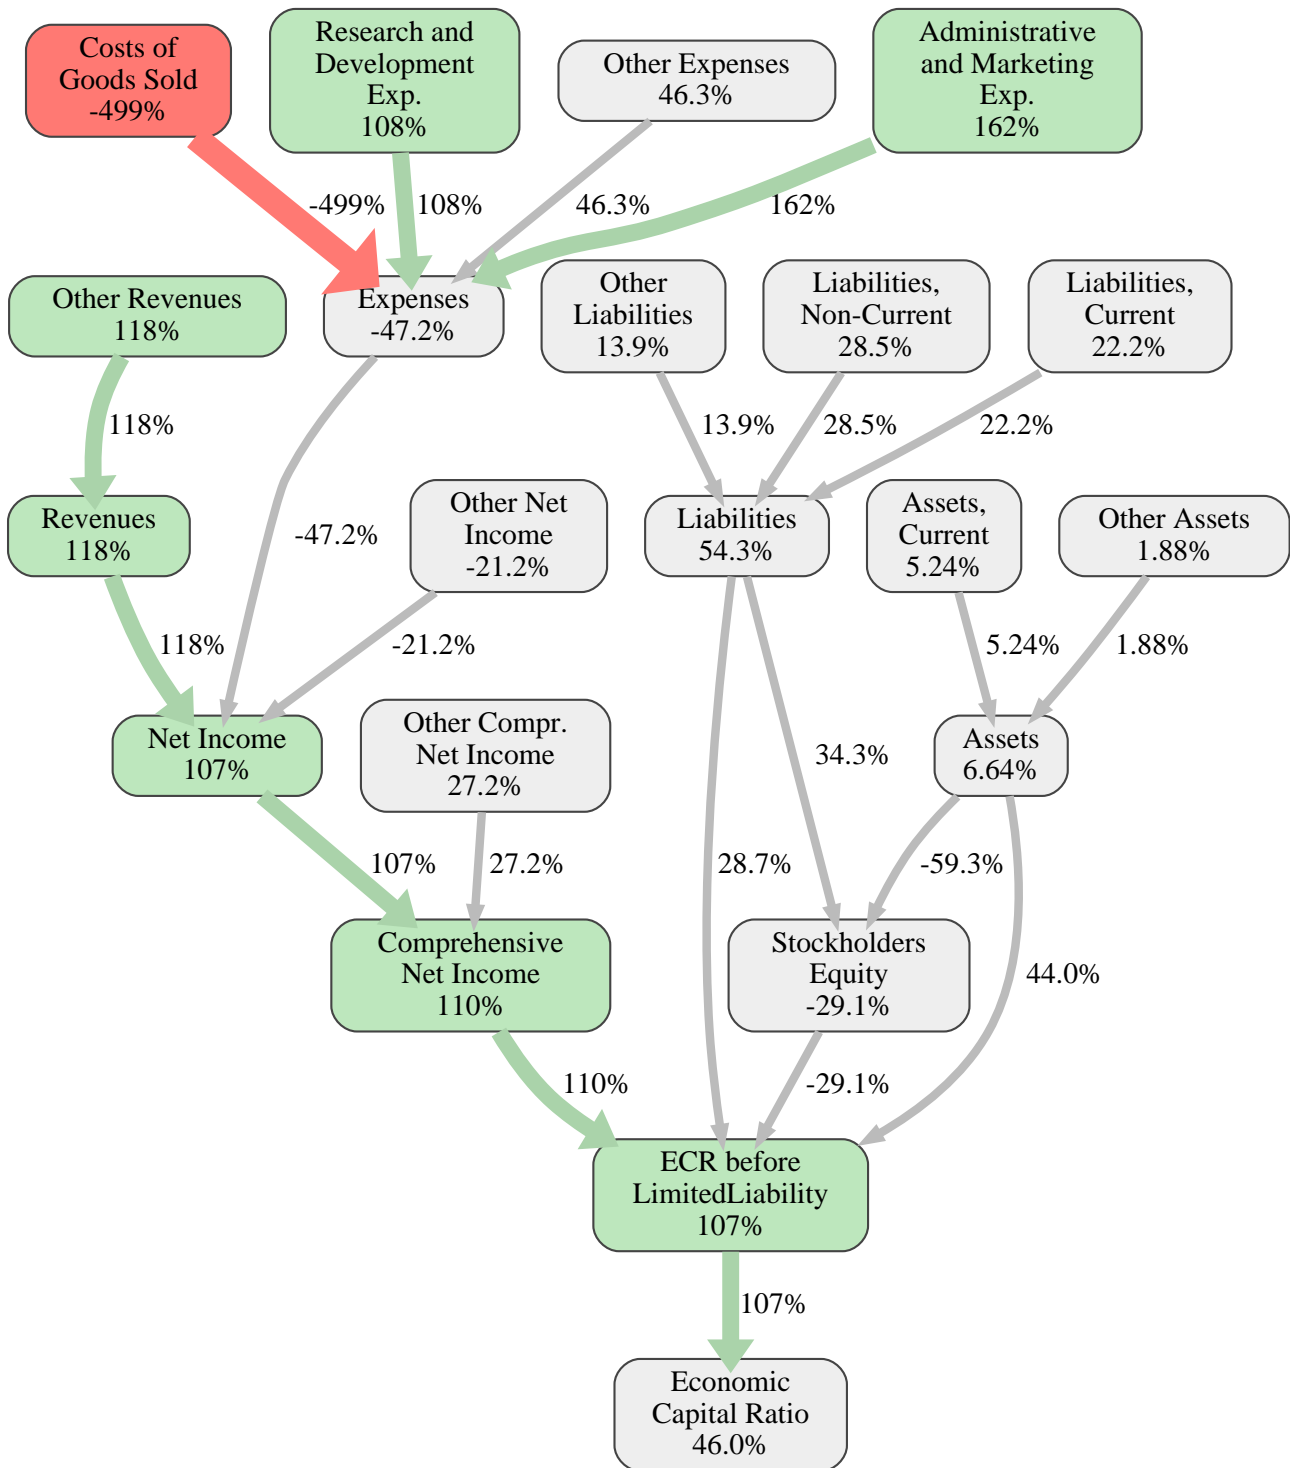 Costs of
Goods Sold
-499%
Research and
Development
Exp.
108%
Other Expenses
46.3%
Administrative
and Marketing
Exp.
162%
-499%
108%
46.3%
162%
Other Revenues
118%
Expenses
-47.2%
Other
Liabilities
13.9%
Liabilities,
Non-Current
28.5%
Liabilities,
Current
22.2%
118%
13.9%
28.5%
22.2%
Revenues
118%
-47.2%
Other Net
Income
-21.2%
Liabilities
54.3%
Assets,
Current
5.24%
Other Assets
1.88%
118%
-21.2%
5.24%
1.88%
Net Income
107%
Other Compr.
Net Income
27.2%
34.3%
Assets
6.64%
107%
27.2%
28.7%
-59.3%
Comprehensive
Net Income
110%
Stockholders
Equity
-29.1%
44.0%
110%
-29.1%
ECR before
LimitedLiability
107%
107%
Economic
Capital Ratio
46.0%